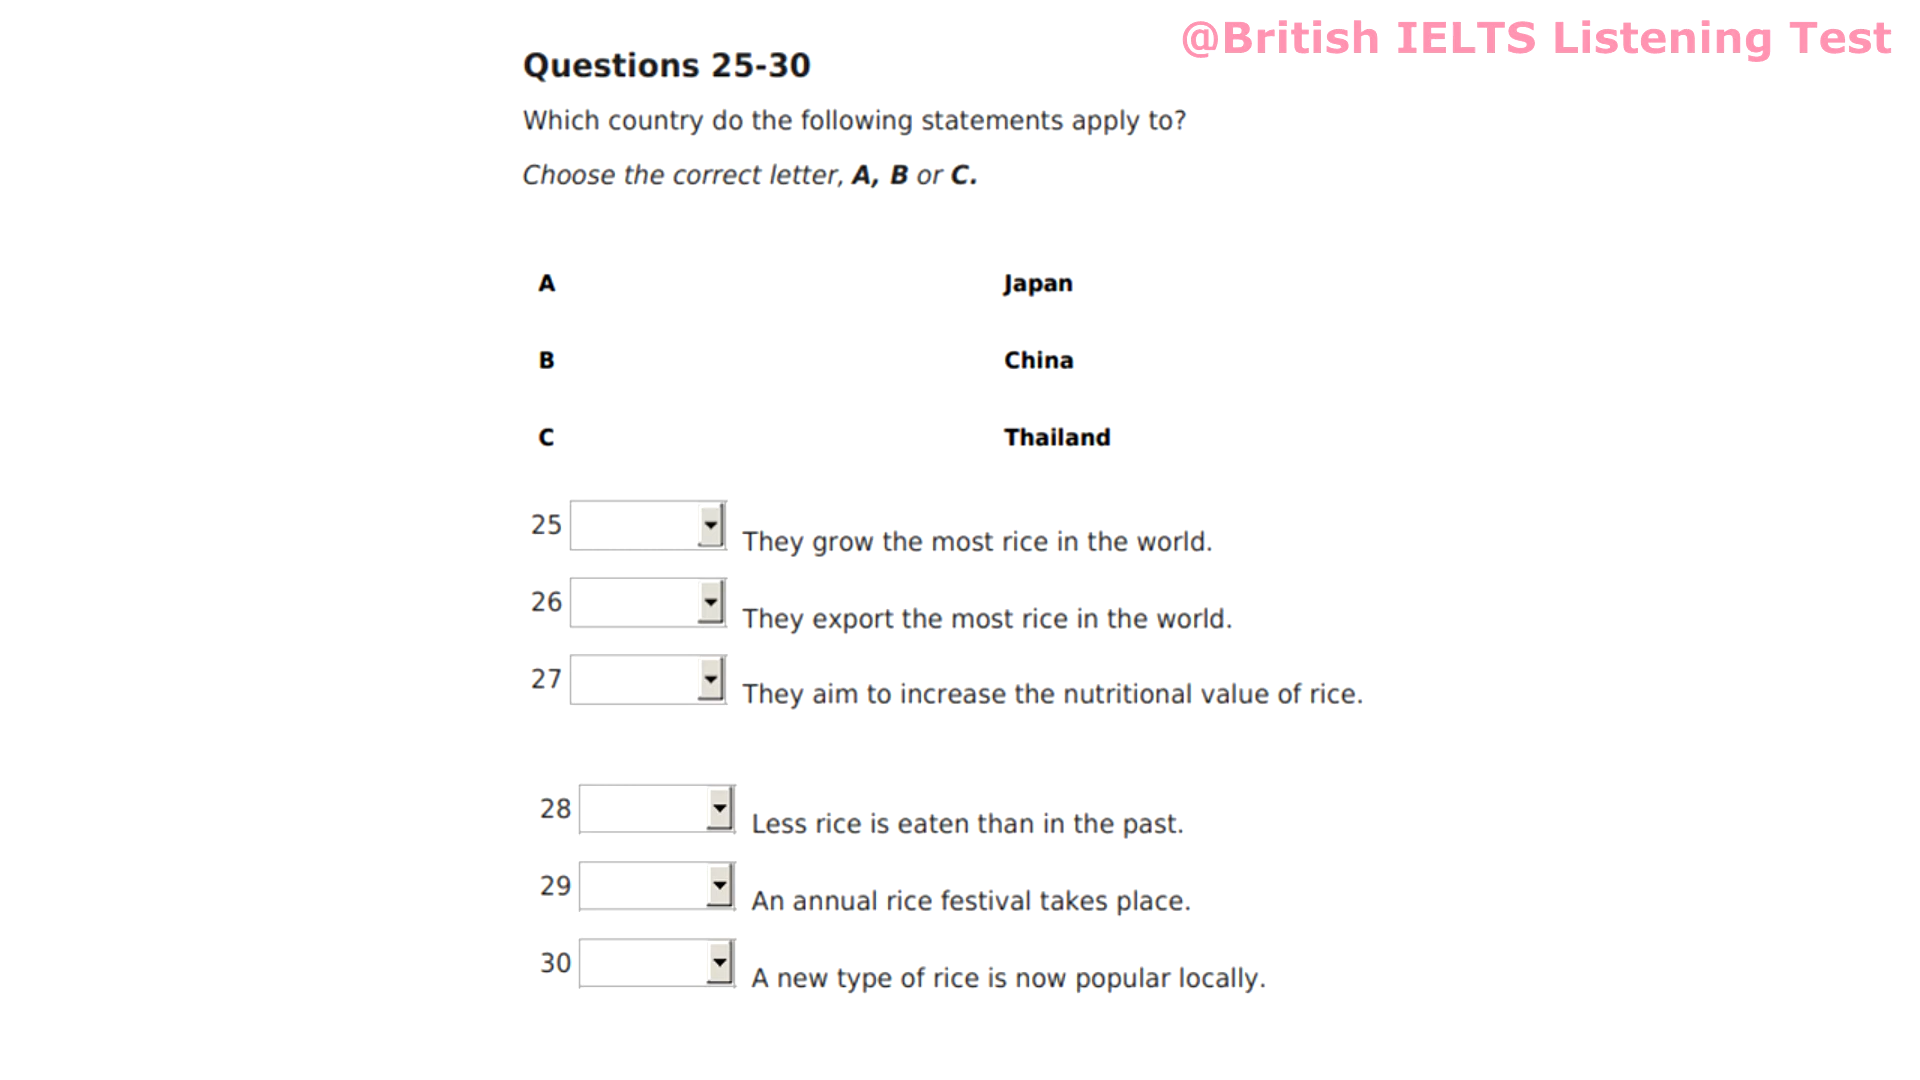 @British IELTS Listening Test
Questions 25-30
Which country do the following statements apply to?
Choose the correct letter, A, B or C.
A Japan
B China
C Thailand
25 They grow the most rice in the world.
26 They export the most rice in the world.
27 They aim to increase the nutritional value of rice.
28 Less rice is eaten than in the past.
29 An annual rice festival takes place.
30 A new type of rice is now popular locally.